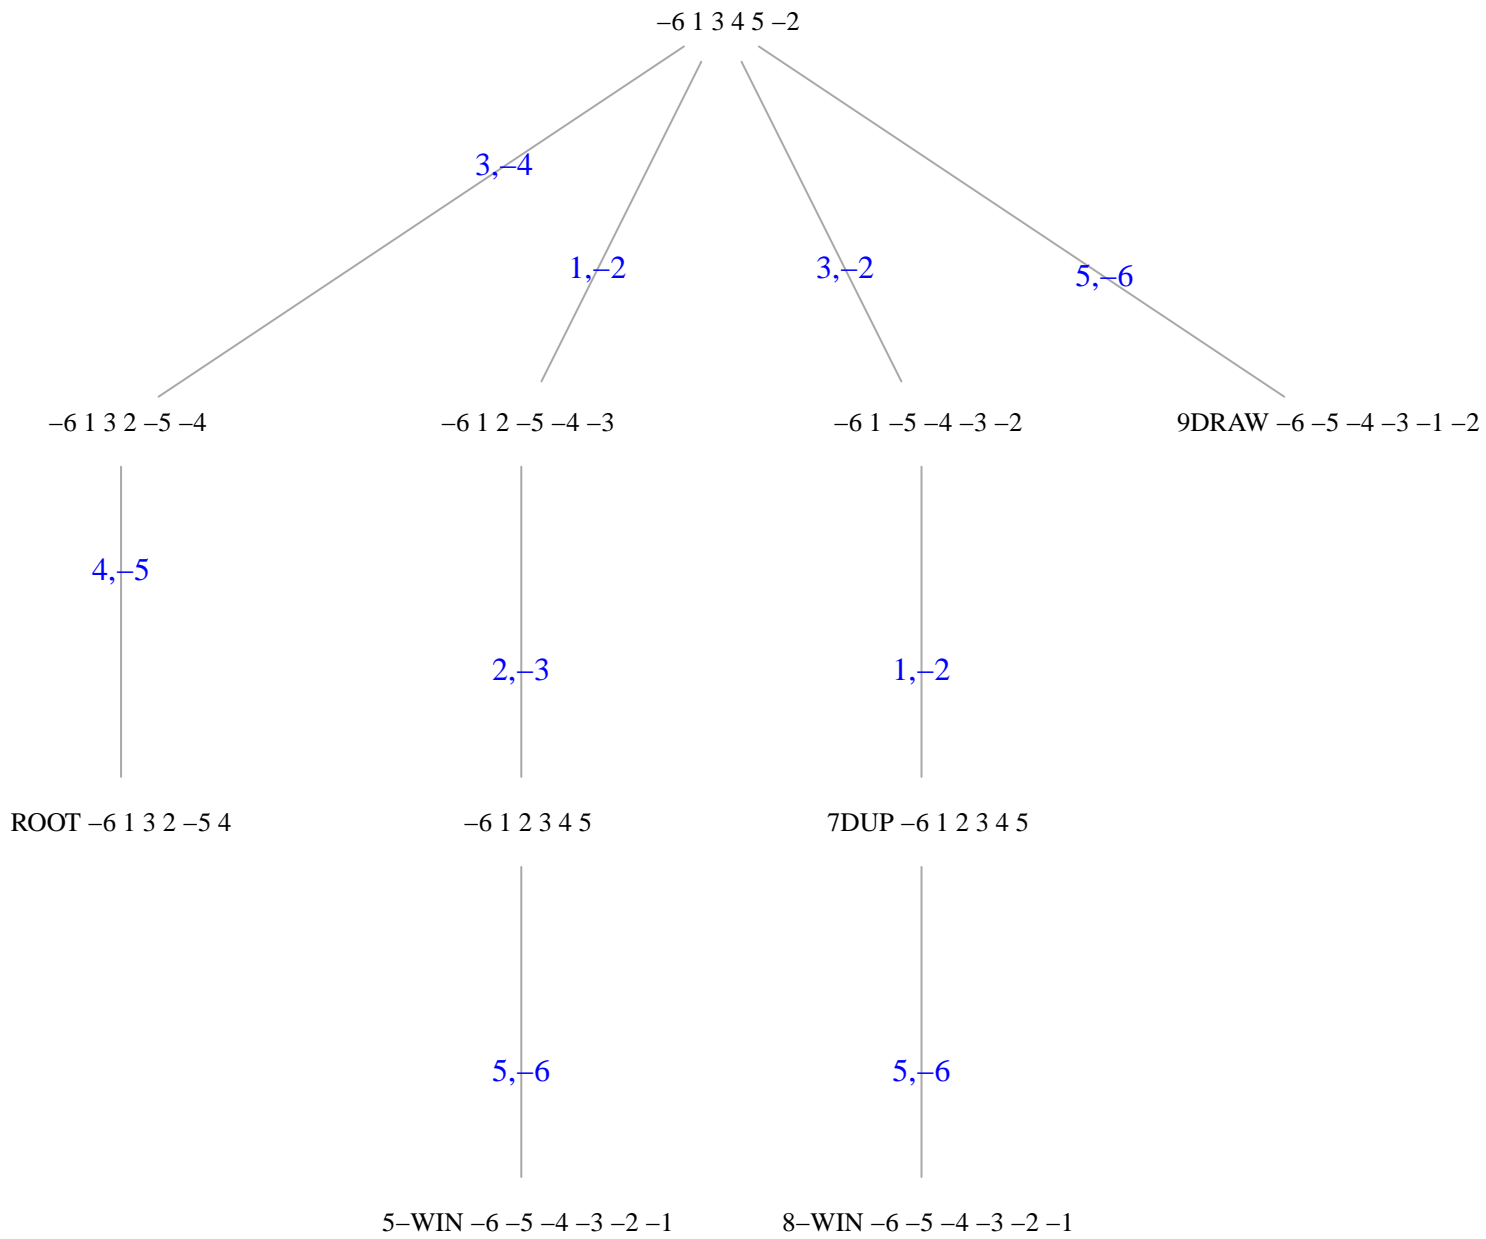 −6 1 3 4 5 −2
3,−4
1,−2
3,−2
5,−6
−6 1 3 2 −5 −4
−6 1 2 −5 −4 −3
−6 1 −5 −4 −3 −2
9DRAW −6 −5 −4 −3 −1 −2
4,−5
2,−3
1,−2
ROOT −6 1 3 2 −5 4
−6 1 2 3 4 5
7DUP −6 1 2 3 4 5
5,−6
5,−6
5−WIN −6 −5 −4 −3 −2 −1
8−WIN −6 −5 −4 −3 −2 −1